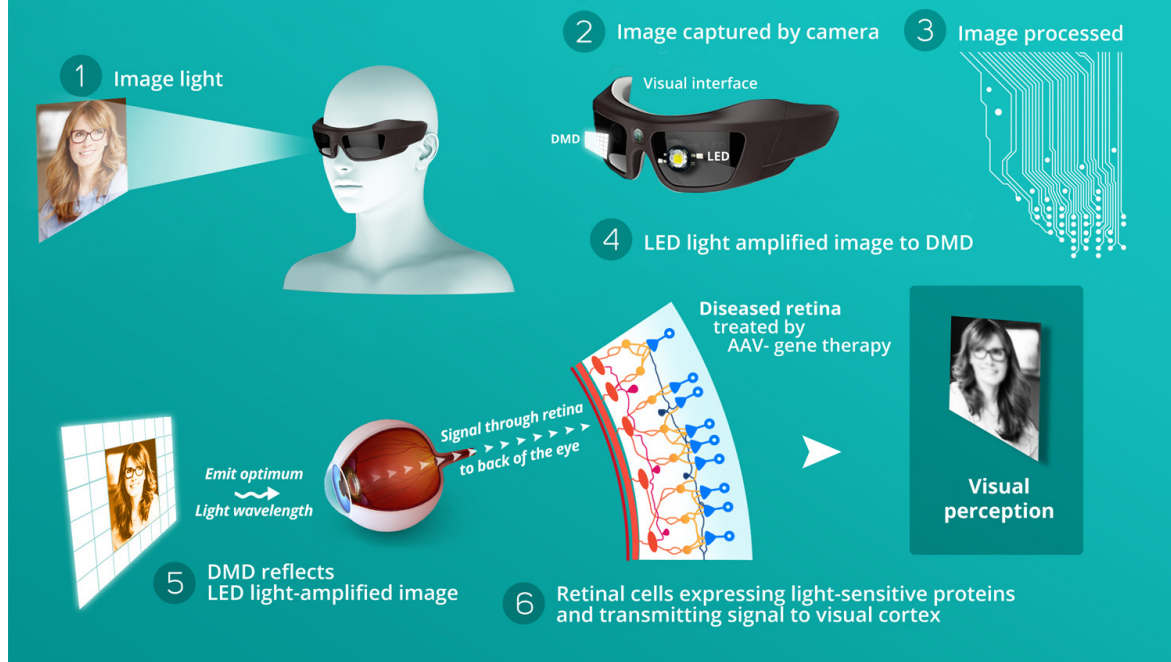 1 Image light
2 Image captured by camera
Visual interface
DMD
LED
3 Image processed
4 LED light amplified image to DMD
Emit optimum
Light wavelength
5 DMD reflects
LED light-amplified image
Signal through retina
to back of the eye
Diseased retina
treated by
AAV- gene therapy
6 Retinal cells expressing light-sensitive proteins
and transmitting signal to visual cortex
Visual
perception